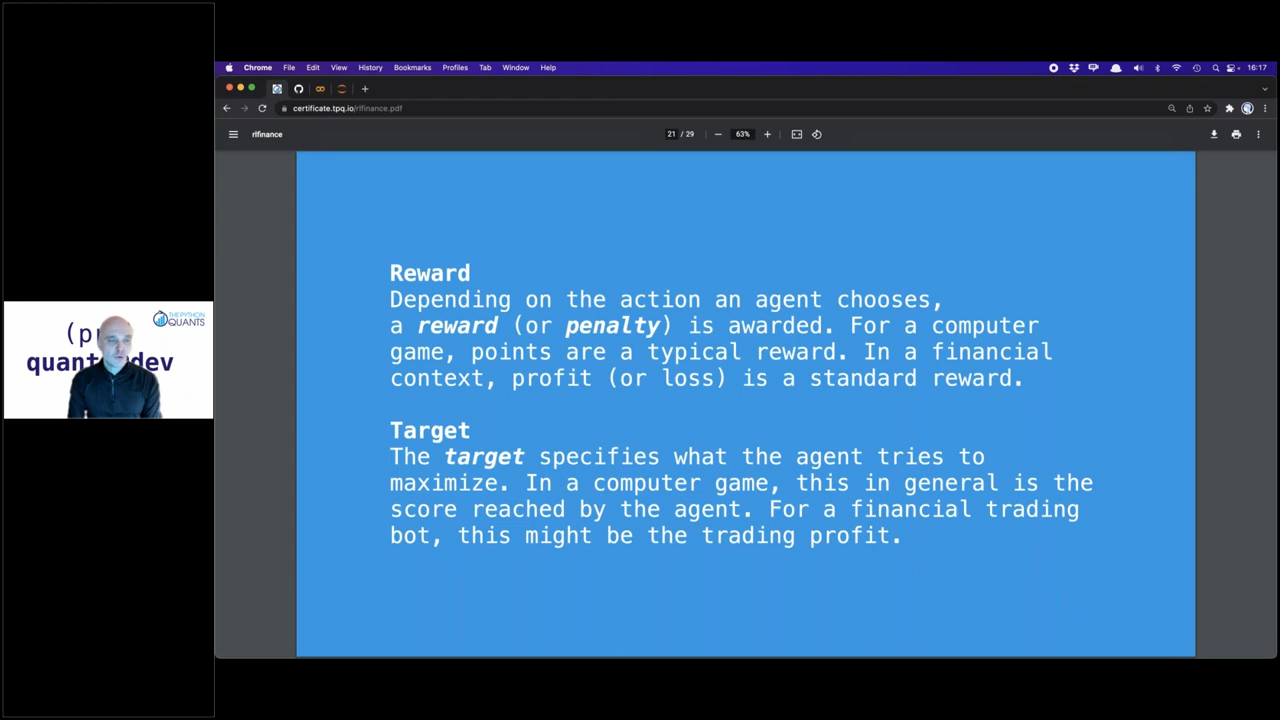 Chrome File Edit View History Bookmarks Profiles Tab Window Help 16:17
certificate.tpq.io/rlfinance.pdf
rlfinance 21 / 29 63%
Reward
Depending on the action an agent chooses,
a reward (or penalty) is awarded. For a computer
game, points are a typical reward. In a financial
context, profit (or loss) is a standard reward.
Target
The target specifies what the agent tries to
maximize. In a computer game, this in general is the
score reached by the agent. For a financial trading
bot, this might be the trading profit.
THE PYTHON
QUANTS